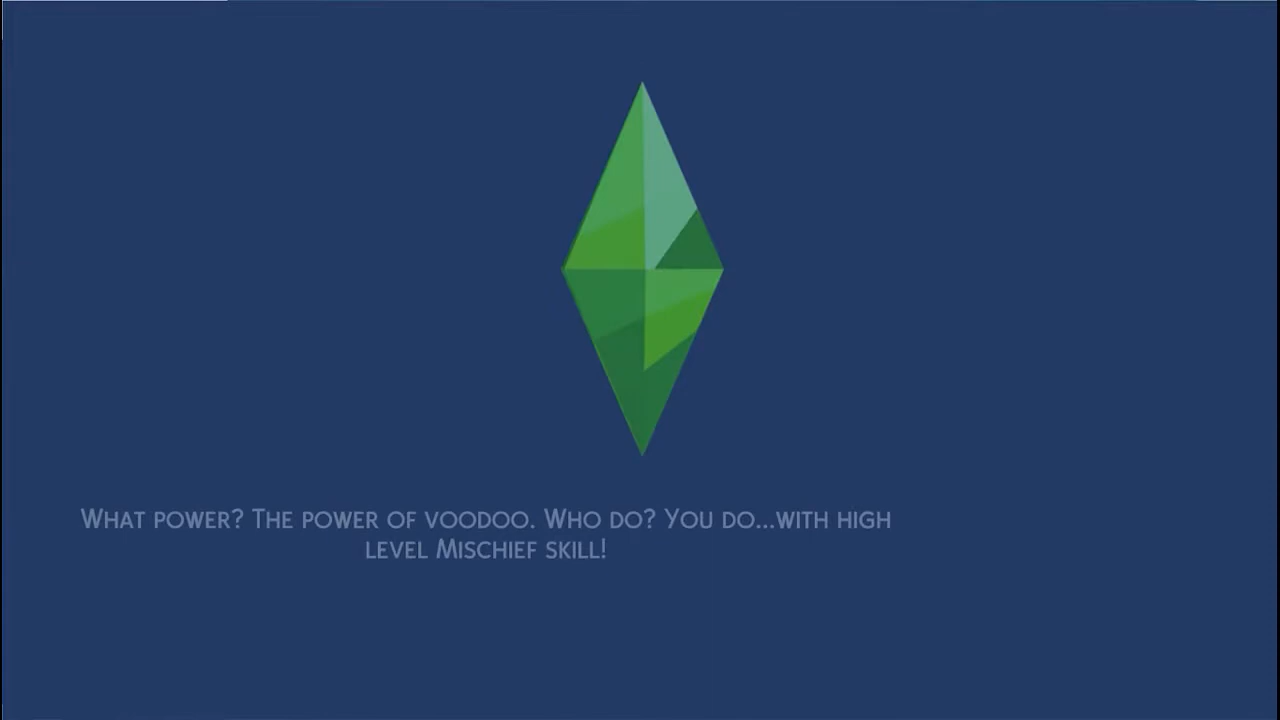 What power? The power of voodoo. Who do? You do...with high
level Mischief skill!